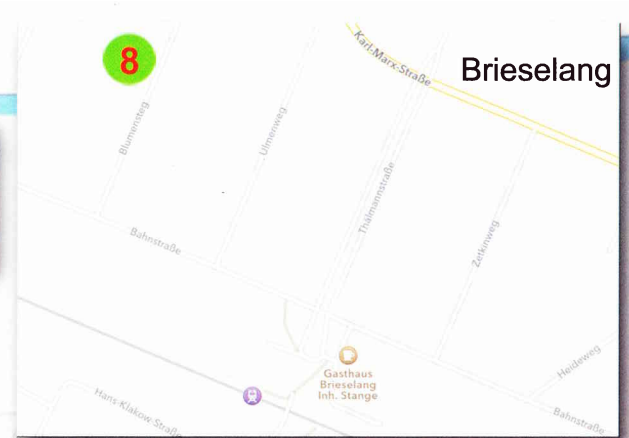 8
Brieselang
Karl-Marx-Straße
Blumensteg
Ulmenweg
Thälmannstraße
Zetkinweg
Bahnstraße
Gasthaus
Brieselang
Inh. Stange
Heideweg
Hans-Klakow-Straße
Bahnstraße